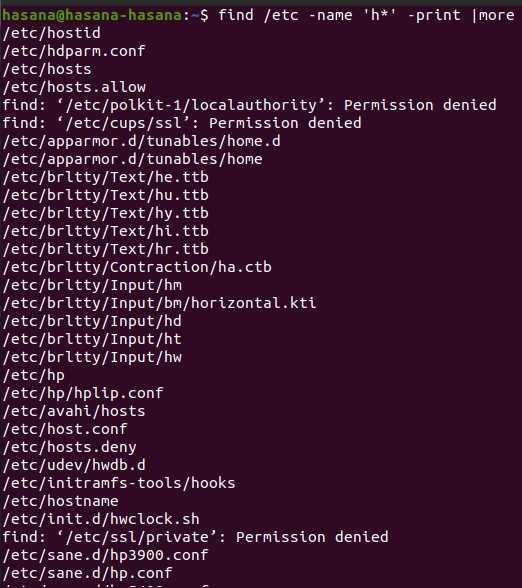 hasana@hasana-hasana:~$ find /etc -name 'h*' -print |more
/etc/hostid
/etc/hdparm.conf
/etc/hosts
/etc/hosts.allow
find: ‘/etc/polkit-1/localauthority’: Permission denied
find: ‘/etc/cups/ssl’: Permission denied
/etc/apparmor.d/tunables/home.d
/etc/apparmor.d/tunables/home
/etc/brltty/Text/he.ttb
/etc/brltty/Text/hu.ttb
/etc/brltty/Text/hy.ttb
/etc/brltty/Text/hi.ttb
/etc/brltty/Text/hr.ttb
/etc/brltty/Contraction/ha.ctb
/etc/brltty/Input/hm
/etc/brltty/Input/bm/horizontal.kti
/etc/brltty/Input/hd
/etc/brltty/Input/ht
/etc/brltty/Input/hw
/etc/hp
/etc/hp/hplip.conf
/etc/avahi/hosts
/etc/host.conf
/etc/hosts.deny
/etc/udev/hwdb.d
/etc/initramfs-tools/hooks
/etc/hostname
/etc/init.d/hwclock.sh
find: ‘/etc/ssl/private’: Permission denied
/etc/sane.d/hp3900.conf
/etc/sane.d/hp.conf